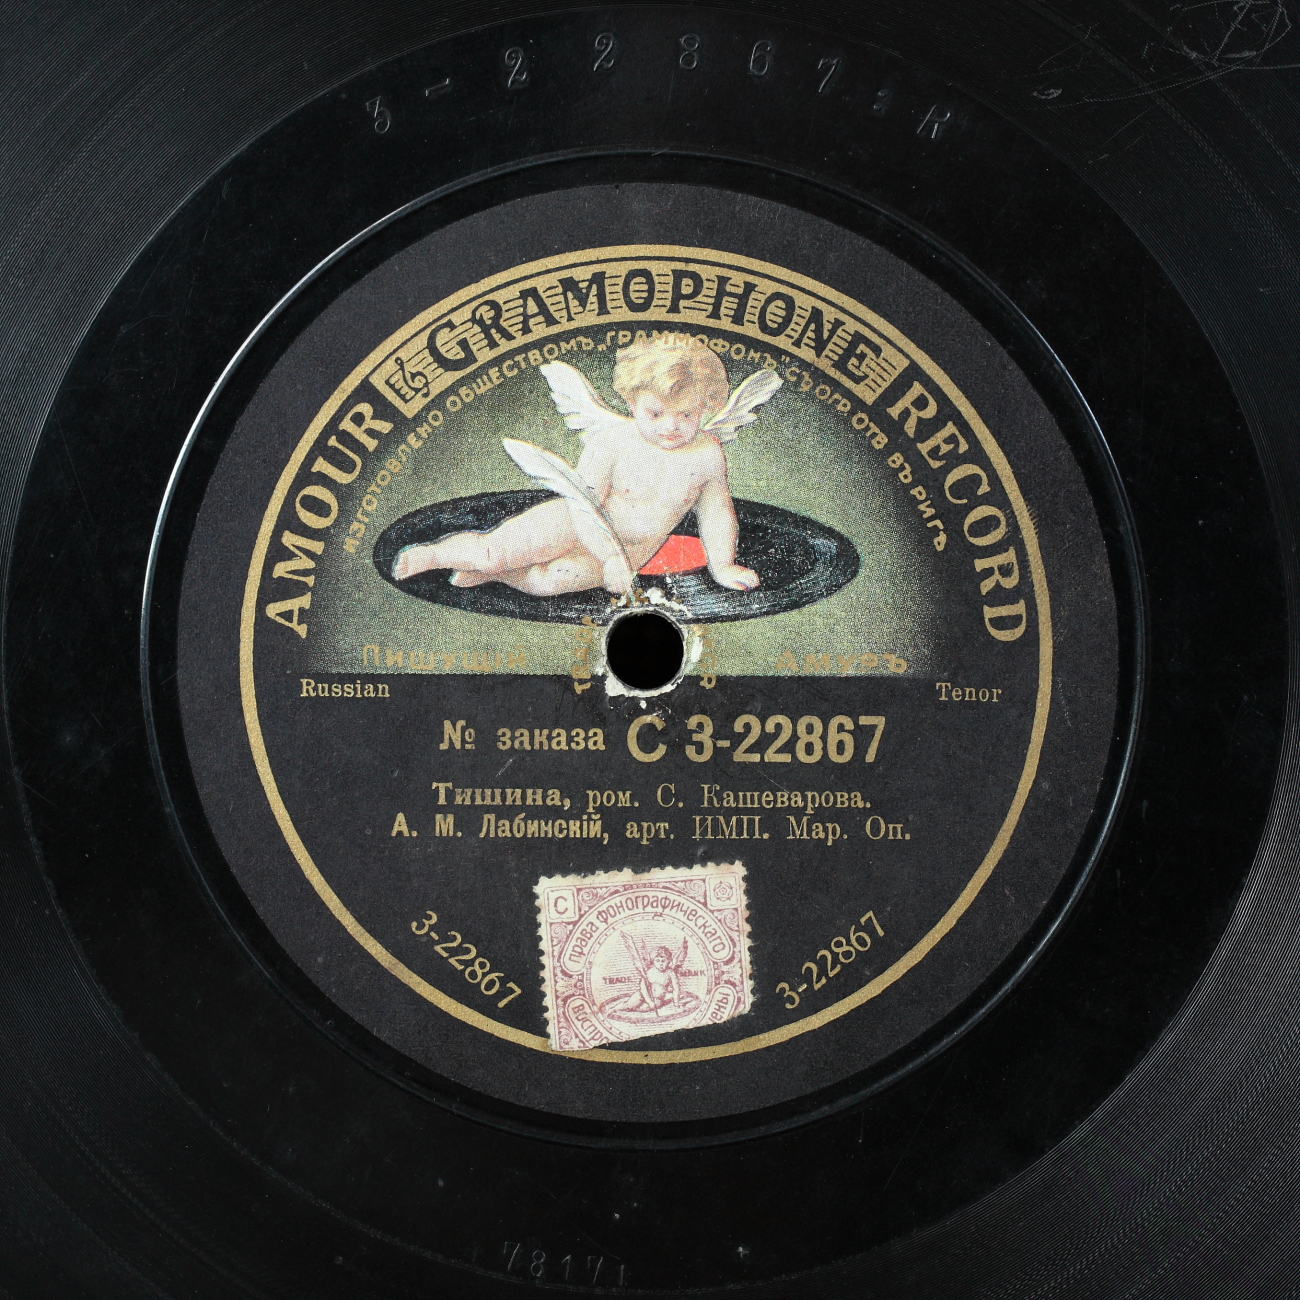 3-22867:R
AMOUR GRAMOPHONE RECORD
ИЗГОТОВЛЕНО ОБЩЕСТВОМЪ „ГРАММОФОНЪ" СЪ ОГР. ОТВ. ВЪ РИГѢ
ПИШУЩІЙ АМУРЪ
Russian Tenor
№ заказа С 3-22867
Тишина, ром. С. Кашеварова.
А. М. Лабинскій, арт. ИМП. Мар. Оп.
С
права фонографическаго
TRADE MARK
3-22867 3-22867